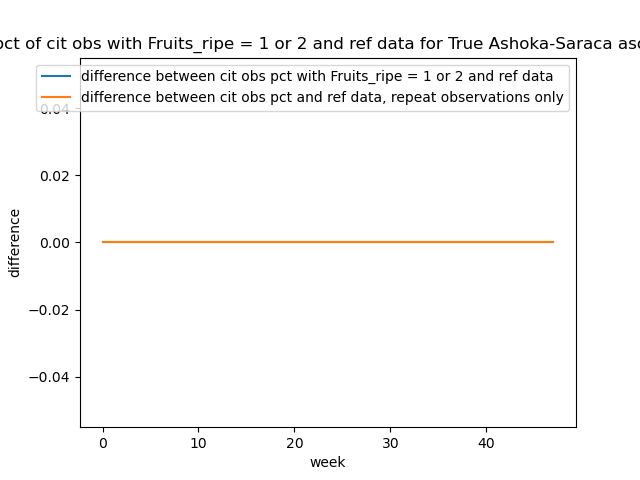 of cit obs with Fruits_ripe = 1 or 2 and ref data for True Ashoka-Saraca
difference between cit obs pct with Fruits_ripe = 1 or 2 and ref data
difference between cit obs pct and ref data, repeat observations only
0.04
0.02
0.00
−0.02
−0.04
difference
0 10 20 30 40
week